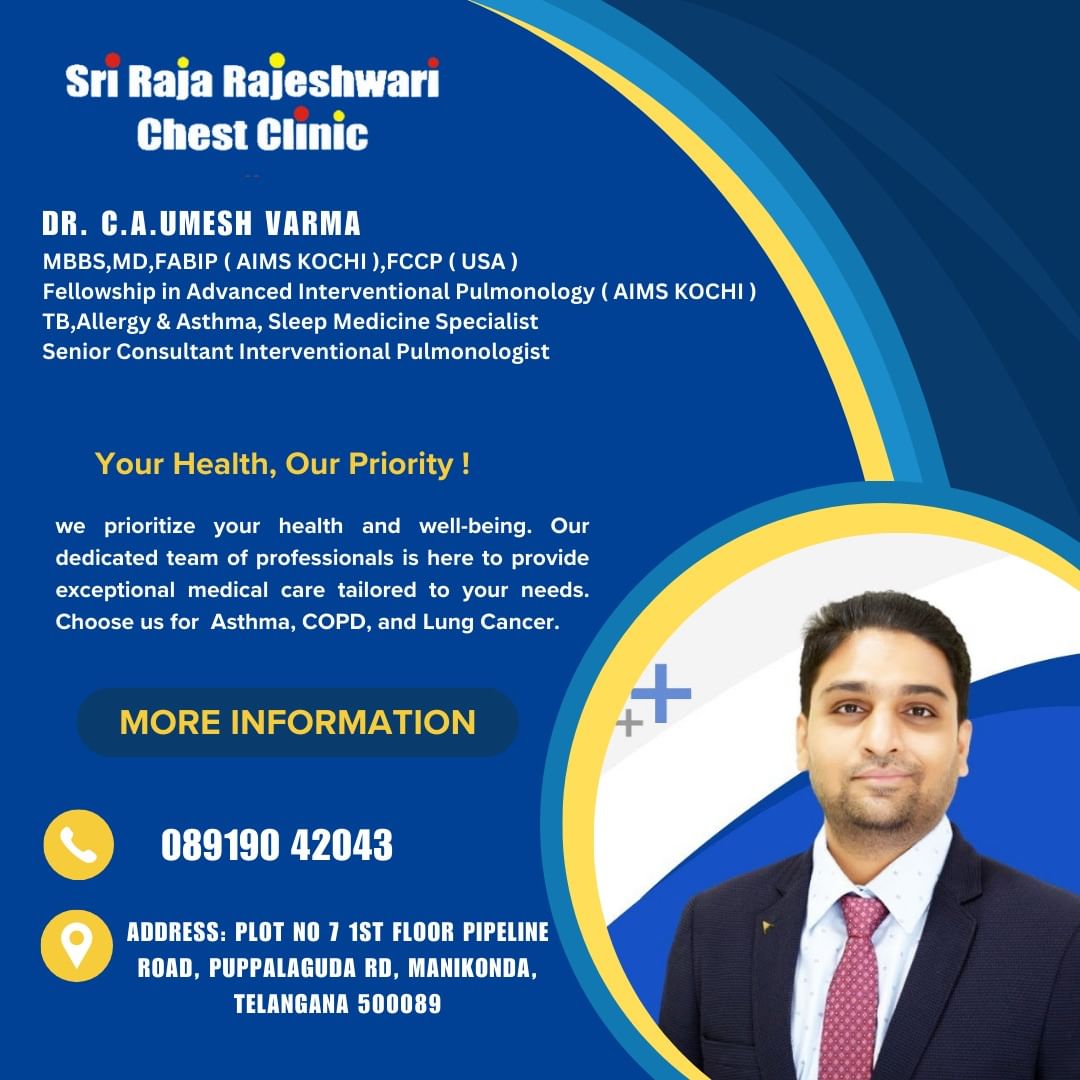 Sri Raja Rajeshwari
Chest Clinic
DR. C.A.UMESH VARMA
MBBS,MD,FABIP ( AIMS KOCHI ),FCCP ( USA )
Fellowship in Advanced Interventional Pulmonology ( AIMS KOCHI )
TB,Allergy & Asthma, Sleep Medicine Specialist
Senior Consultant Interventional Pulmonologist
Your Health, Our Priority !
we prioritize your health and well-being. Our
dedicated team of professionals is here to provide
exceptional medical care tailored to your needs.
Choose us for Asthma, COPD, and Lung Cancer.
MORE INFORMATION
089190 42043
ADDRESS: PLOT NO 7 1ST FLOOR PIPELINE
ROAD, PUPPALAGUDA RD, MANIKONDA,
TELANGANA 500089